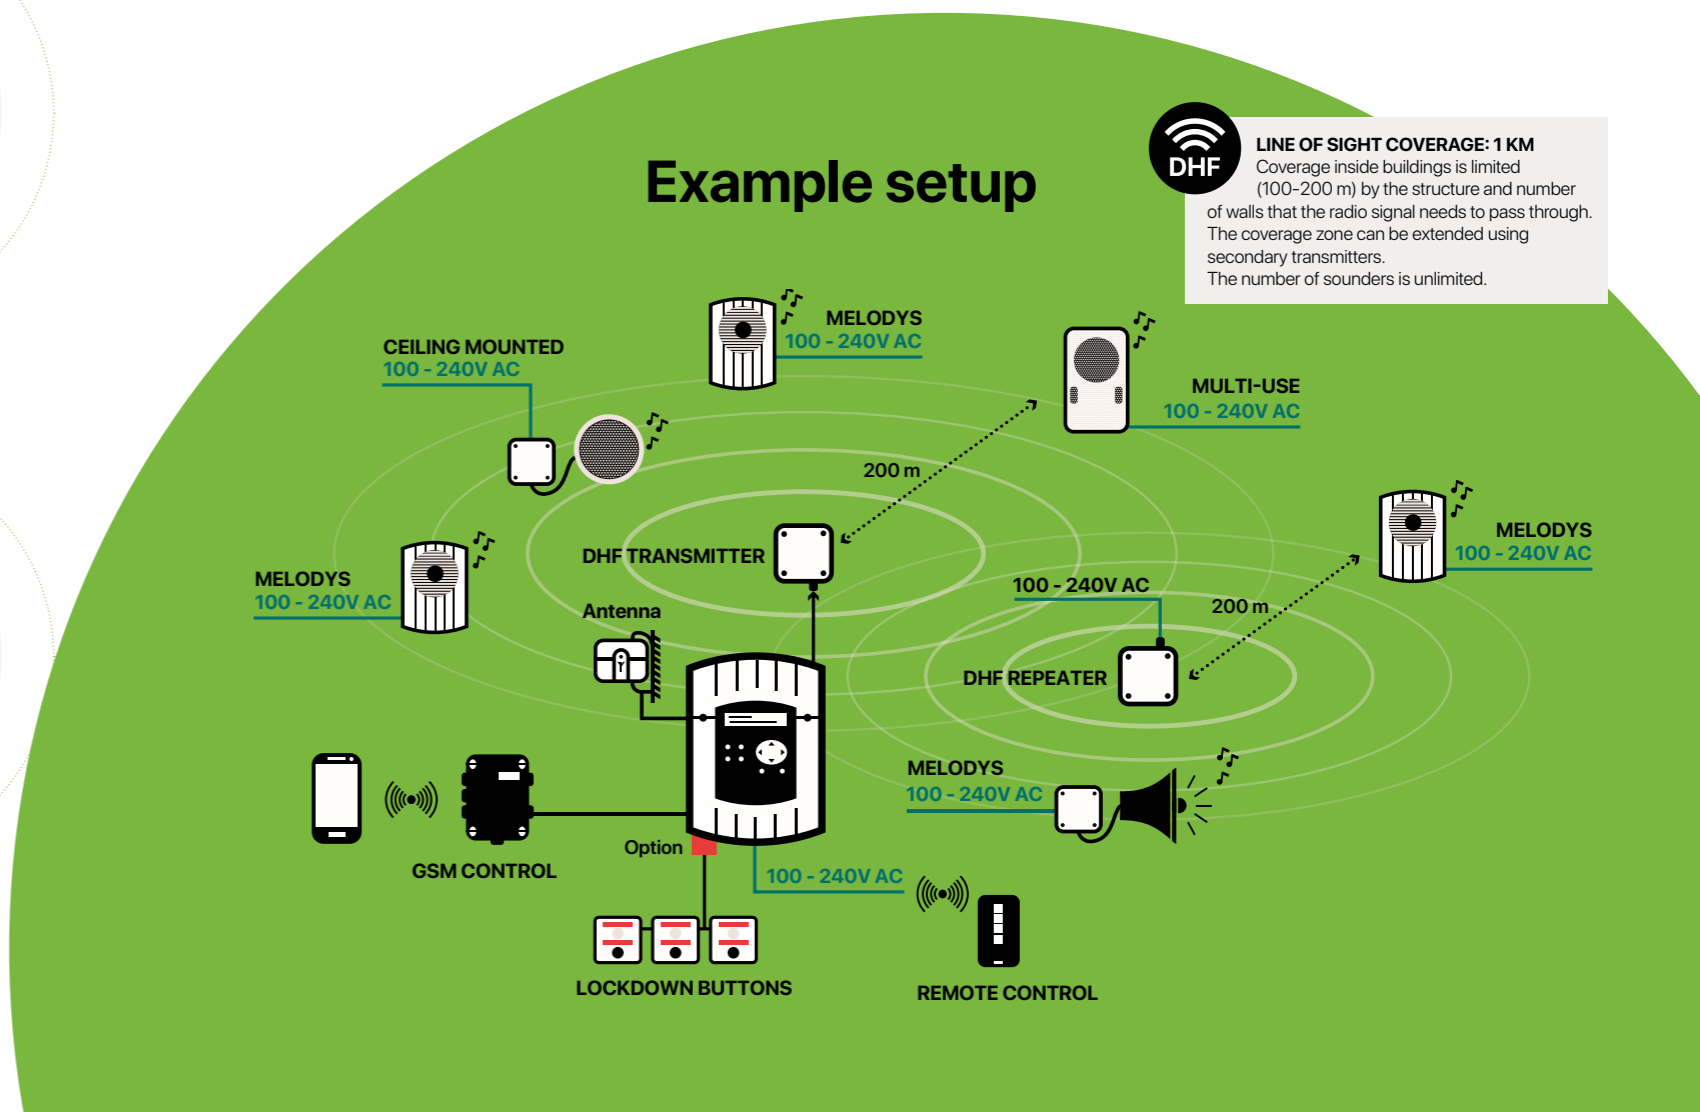 Example setup
DHF
LINE OF SIGHT COVERAGE: 1 KM
Coverage inside buildings is limited
(100-200 m) by the structure and number
of walls that the radio signal needs to pass through.
The coverage zone can be extended using
secondary transmitters.
The number of sounders is unlimited.
MELODYS
100 - 240V AC
CEILING MOUNTED
100 - 240V AC
MULTI-USE
100 - 240V AC
200 m
MELODYS
100 - 240V AC
DHF TRANSMITTER
MELODYS
100 - 240V AC
100 - 240V AC
200 m
Antenna
DHF REPEATER
MELODYS
100 - 240V AC
Option
GSM CONTROL
100 - 240V AC
LOCKDOWN BUTTONS
REMOTE CONTROL